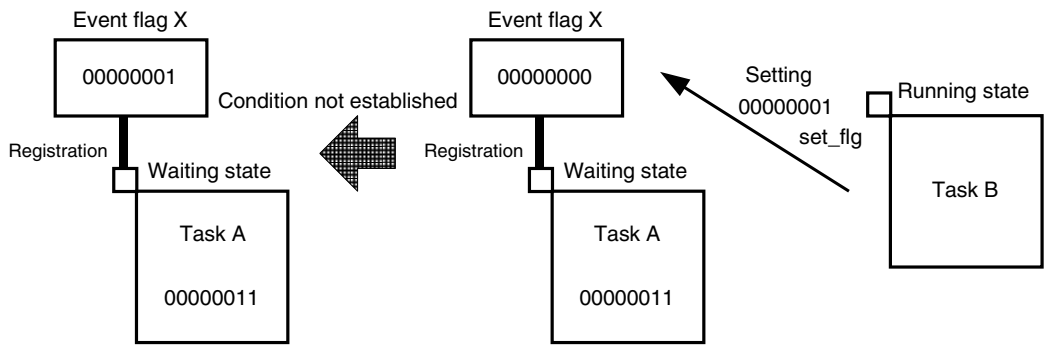 Event flag X
Event flag X
00000001
00000000
Setting
00000001
set_flg
Running state
Condition not established
Registration
Registration
Waiting state
Waiting state
Task B
Task A
Task A
00000011
00000011